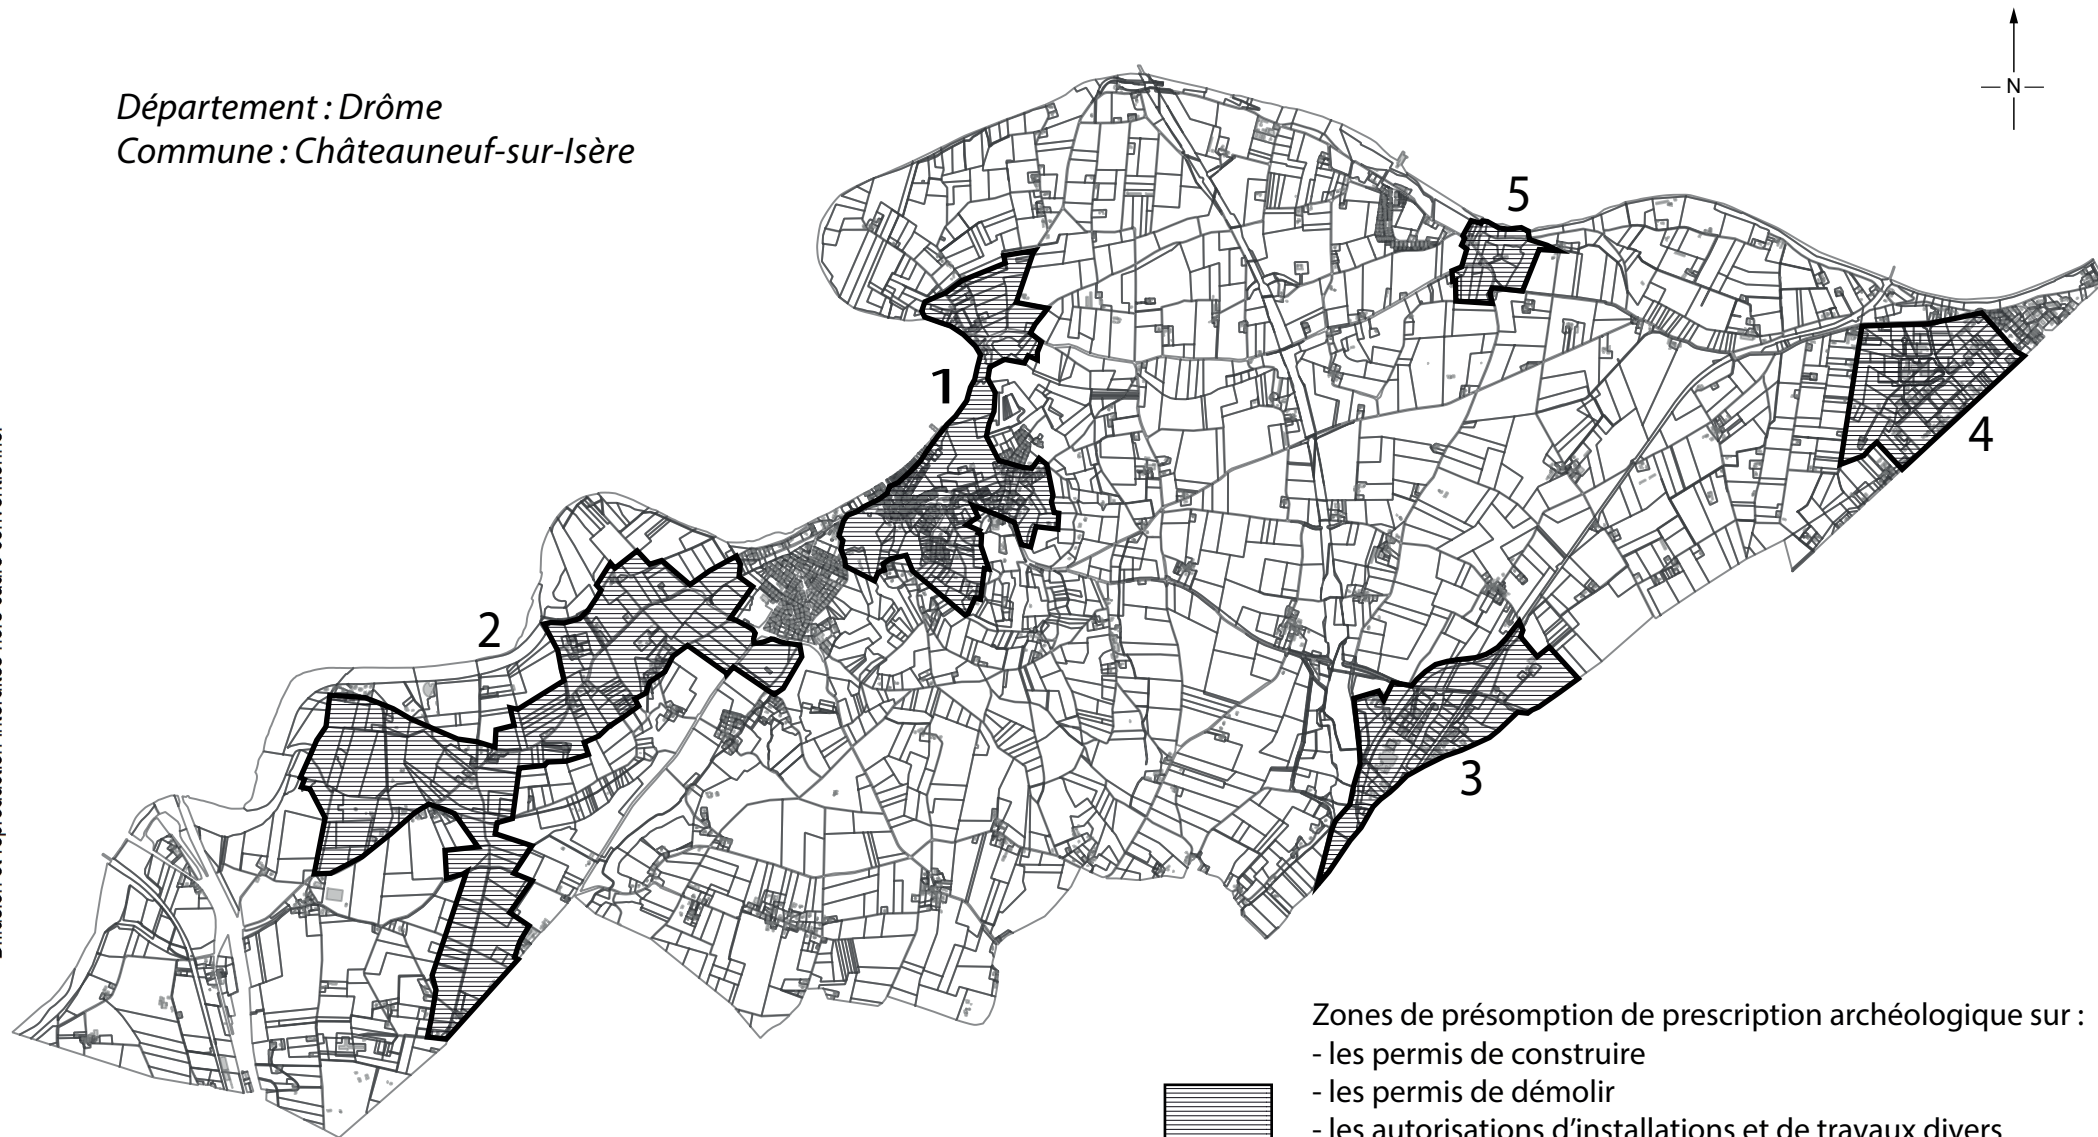 Département : Drôme
Commune : Châteauneuf-sur-Isère
N
5
1
4
2
3
Zones de présomption de prescription archéologique sur :
- les permis de construire
- les permis de démolir
- les autorisations d'installations et de travaux divers